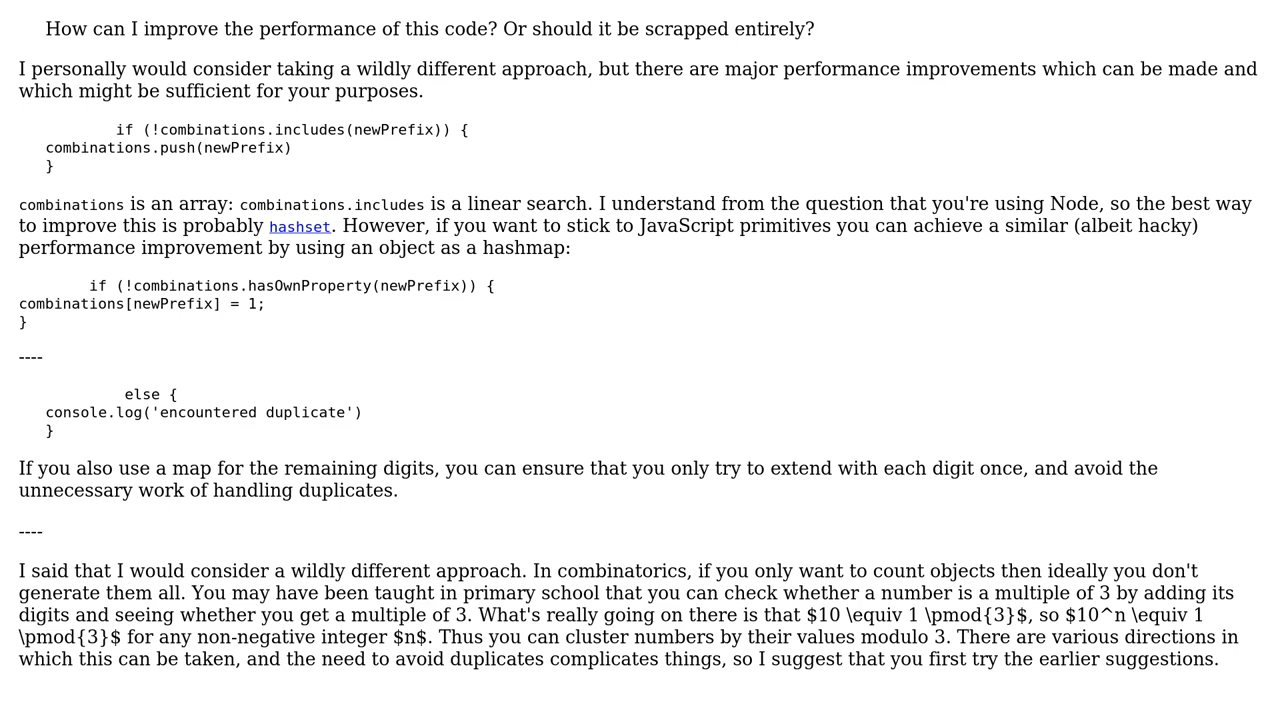 How can I improve the performance of this code? Or should it be scrapped entirely?
I personally would consider taking a wildly different approach, but there are major performance improvements which can be made and
which might be sufficient for your purposes.
if (!combinations.includes(newPrefix)) {
combinations.push(newPrefix)
}
combinations is an array: combinations.includes is a linear search. I understand from the question that you're using Node, so the best way
to improve this is probably hashset. However, if you want to stick to JavaScript primitives you can achieve a similar (albeit hacky)
performance improvement by using an object as a hashmap:
if (!combinations.hasOwnProperty(newPrefix)) {
combinations[newPrefix] = 1;
}
----
else {
console.log('encountered duplicate')
}
If you also use a map for the remaining digits, you can ensure that you only try to extend with each digit once, and avoid the
unnecessary work of handling duplicates.
----
I said that I would consider a wildly different approach. In combinatorics, if you only want to count objects then ideally you don't
generate them all. You may have been taught in primary school that you can check whether a number is a multiple of 3 by adding its
digits and seeing whether you get a multiple of 3. What's really going on there is that $10 \equiv 1 \pmod{3}$, so $10^n \equiv 1
\pmod{3}$ for any non-negative integer $n$. Thus you can cluster numbers by their values modulo 3. There are various directions in
which this can be taken, and the need to avoid duplicates complicates things, so I suggest that you first try the earlier suggestions.